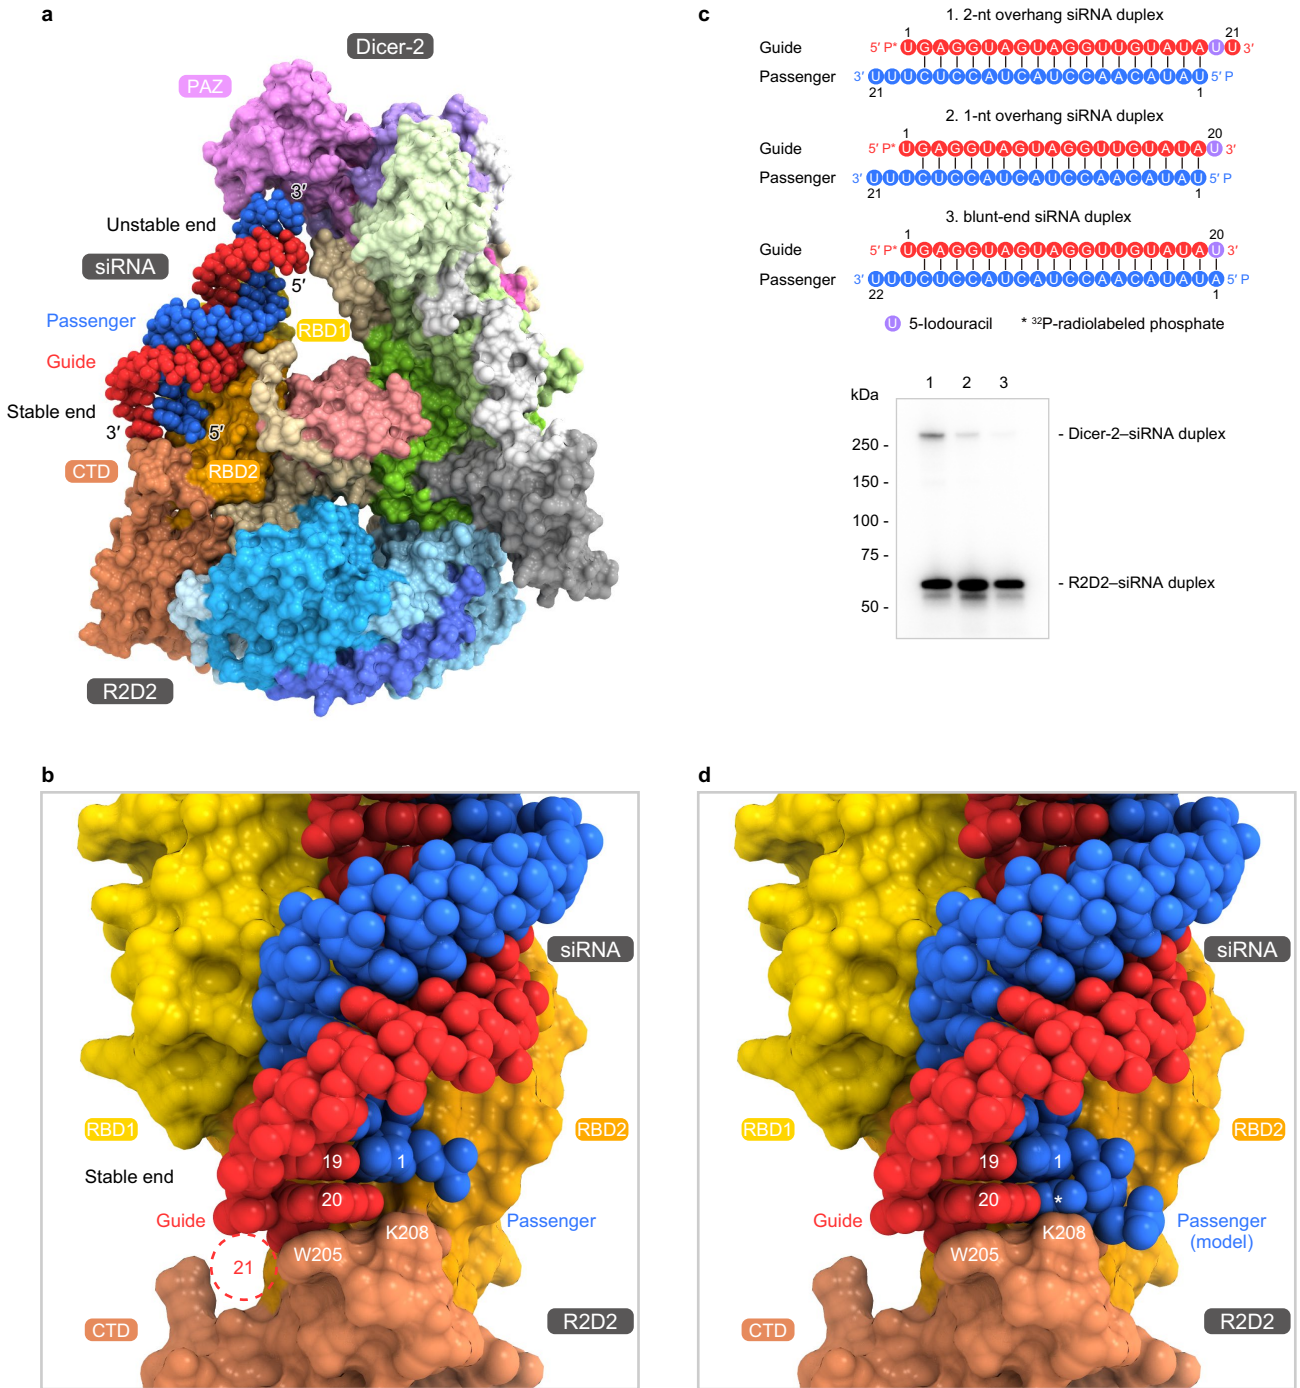 a
Dicer-2
PAZ
3′
Unstable end
siRNA
5′
Passenger
RBD1
Guide
Stable end
3′
5′
CTD
RBD2
R2D2
b
siRNA
RBD1
RBD2
19
1
Stable end
20
Guide
Passenger
K208
W205
21
CTD
R2D2
c
1. 2-nt overhang siRNA duplex
1 21
Guide 5′ P* UGAGGUAGUAGGUUGUAUAUU 3′
Passenger 3′ UUUCUCCAUCAUCCAACAUAU 5′ P
21 1
2. 1-nt overhang siRNA duplex
1 20
Guide 5′ P* UGAGGUAGUAGGUUGUAUAU 3′
Passenger 3′ UUUCUCCAUCAUCCAACAUAU 5′ P
21 1
3. blunt-end siRNA duplex
1 20
Guide 5′ P* UGAGGUAGUAGGUUGUAUAU 3′
Passenger 3′ UUUCUCCAUCAUCCAACAUAUA 5′ P
22 1
U 5-Iodouracil * ³²P-radiolabeled phosphate
kDa 1 2 3
250 - - Dicer-2–siRNA duplex
150 -
100 -
75 -
- R2D2–siRNA duplex
50 -
d
siRNA
RBD1
RBD2
19
1
20
*
Guide
Passenger
(model)
K208
W205
CTD
R2D2